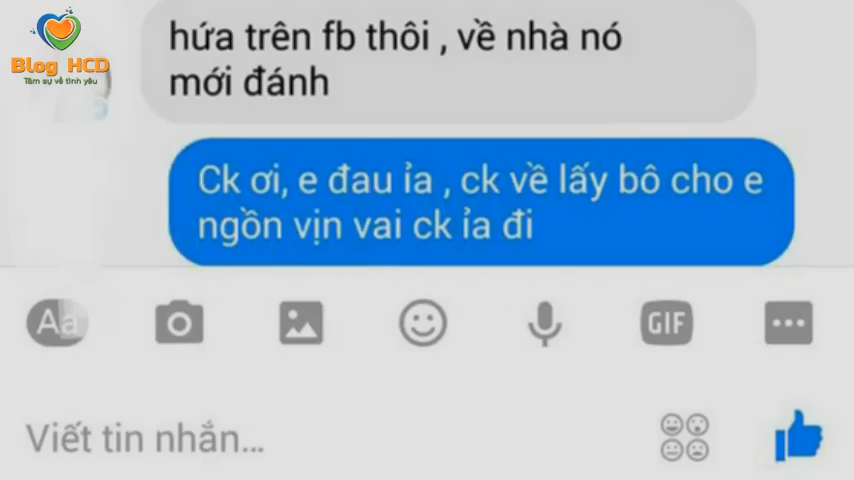 Blog HCD
Tâm sự về tình yêu
hứa trên fb thôi , về nhà nó
mới đánh
Ck ơi, e đau ỉa , ck về lấy bô cho e
ngồn vịn vai ck ỉa đi
Aa
GIF
Viết tin nhắn...